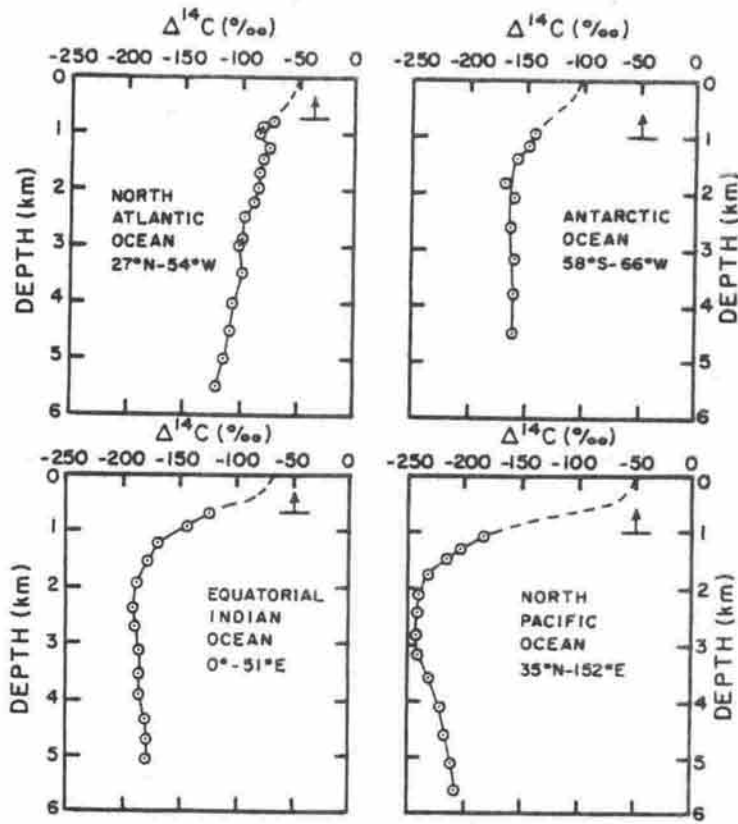 Δ¹⁴C (‰)
-250 -200 -150 -100 -50 0
0
1
2
3
4
5
6
DEPTH (km)
NORTH
ATLANTIC
OCEAN
27°N-54°W
Δ¹⁴C (‰)
-250 -200 -150 -100 -50 0
0
1
2
3
4
5
6
DEPTH (km)
ANTARCTIC
OCEAN
58°S-66°W
Δ¹⁴C (‰)
-250 -200 -150 -100 -50 0
0
1
2
3
4
5
6
DEPTH (km)
EQUATORIAL
INDIAN
OCEAN
0°-51°E
Δ¹⁴C (‰)
-250 -200 -150 -100 -50 0
0
1
2
3
4
5
6
DEPTH (km)
NORTH
PACIFIC
OCEAN
35°N-152°E